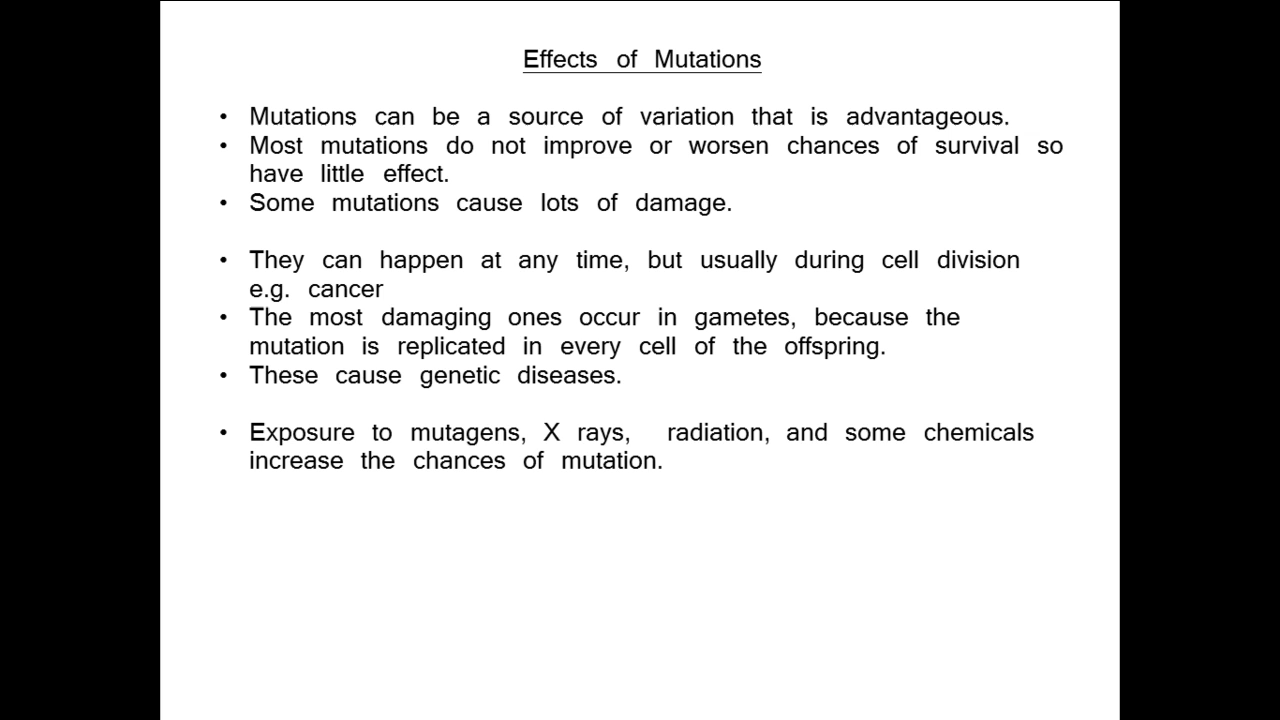 Effects of Mutations
• Mutations can be a source of variation that is advantageous.
• Most mutations do not improve or worsen chances of survival so
have little effect.
• Some mutations cause lots of damage.
• They can happen at any time, but usually during cell division
e.g. cancer
• The most damaging ones occur in gametes, because the
mutation is replicated in every cell of the offspring.
• These cause genetic diseases.
• Exposure to mutagens, X rays, radiation, and some chemicals
increase the chances of mutation.